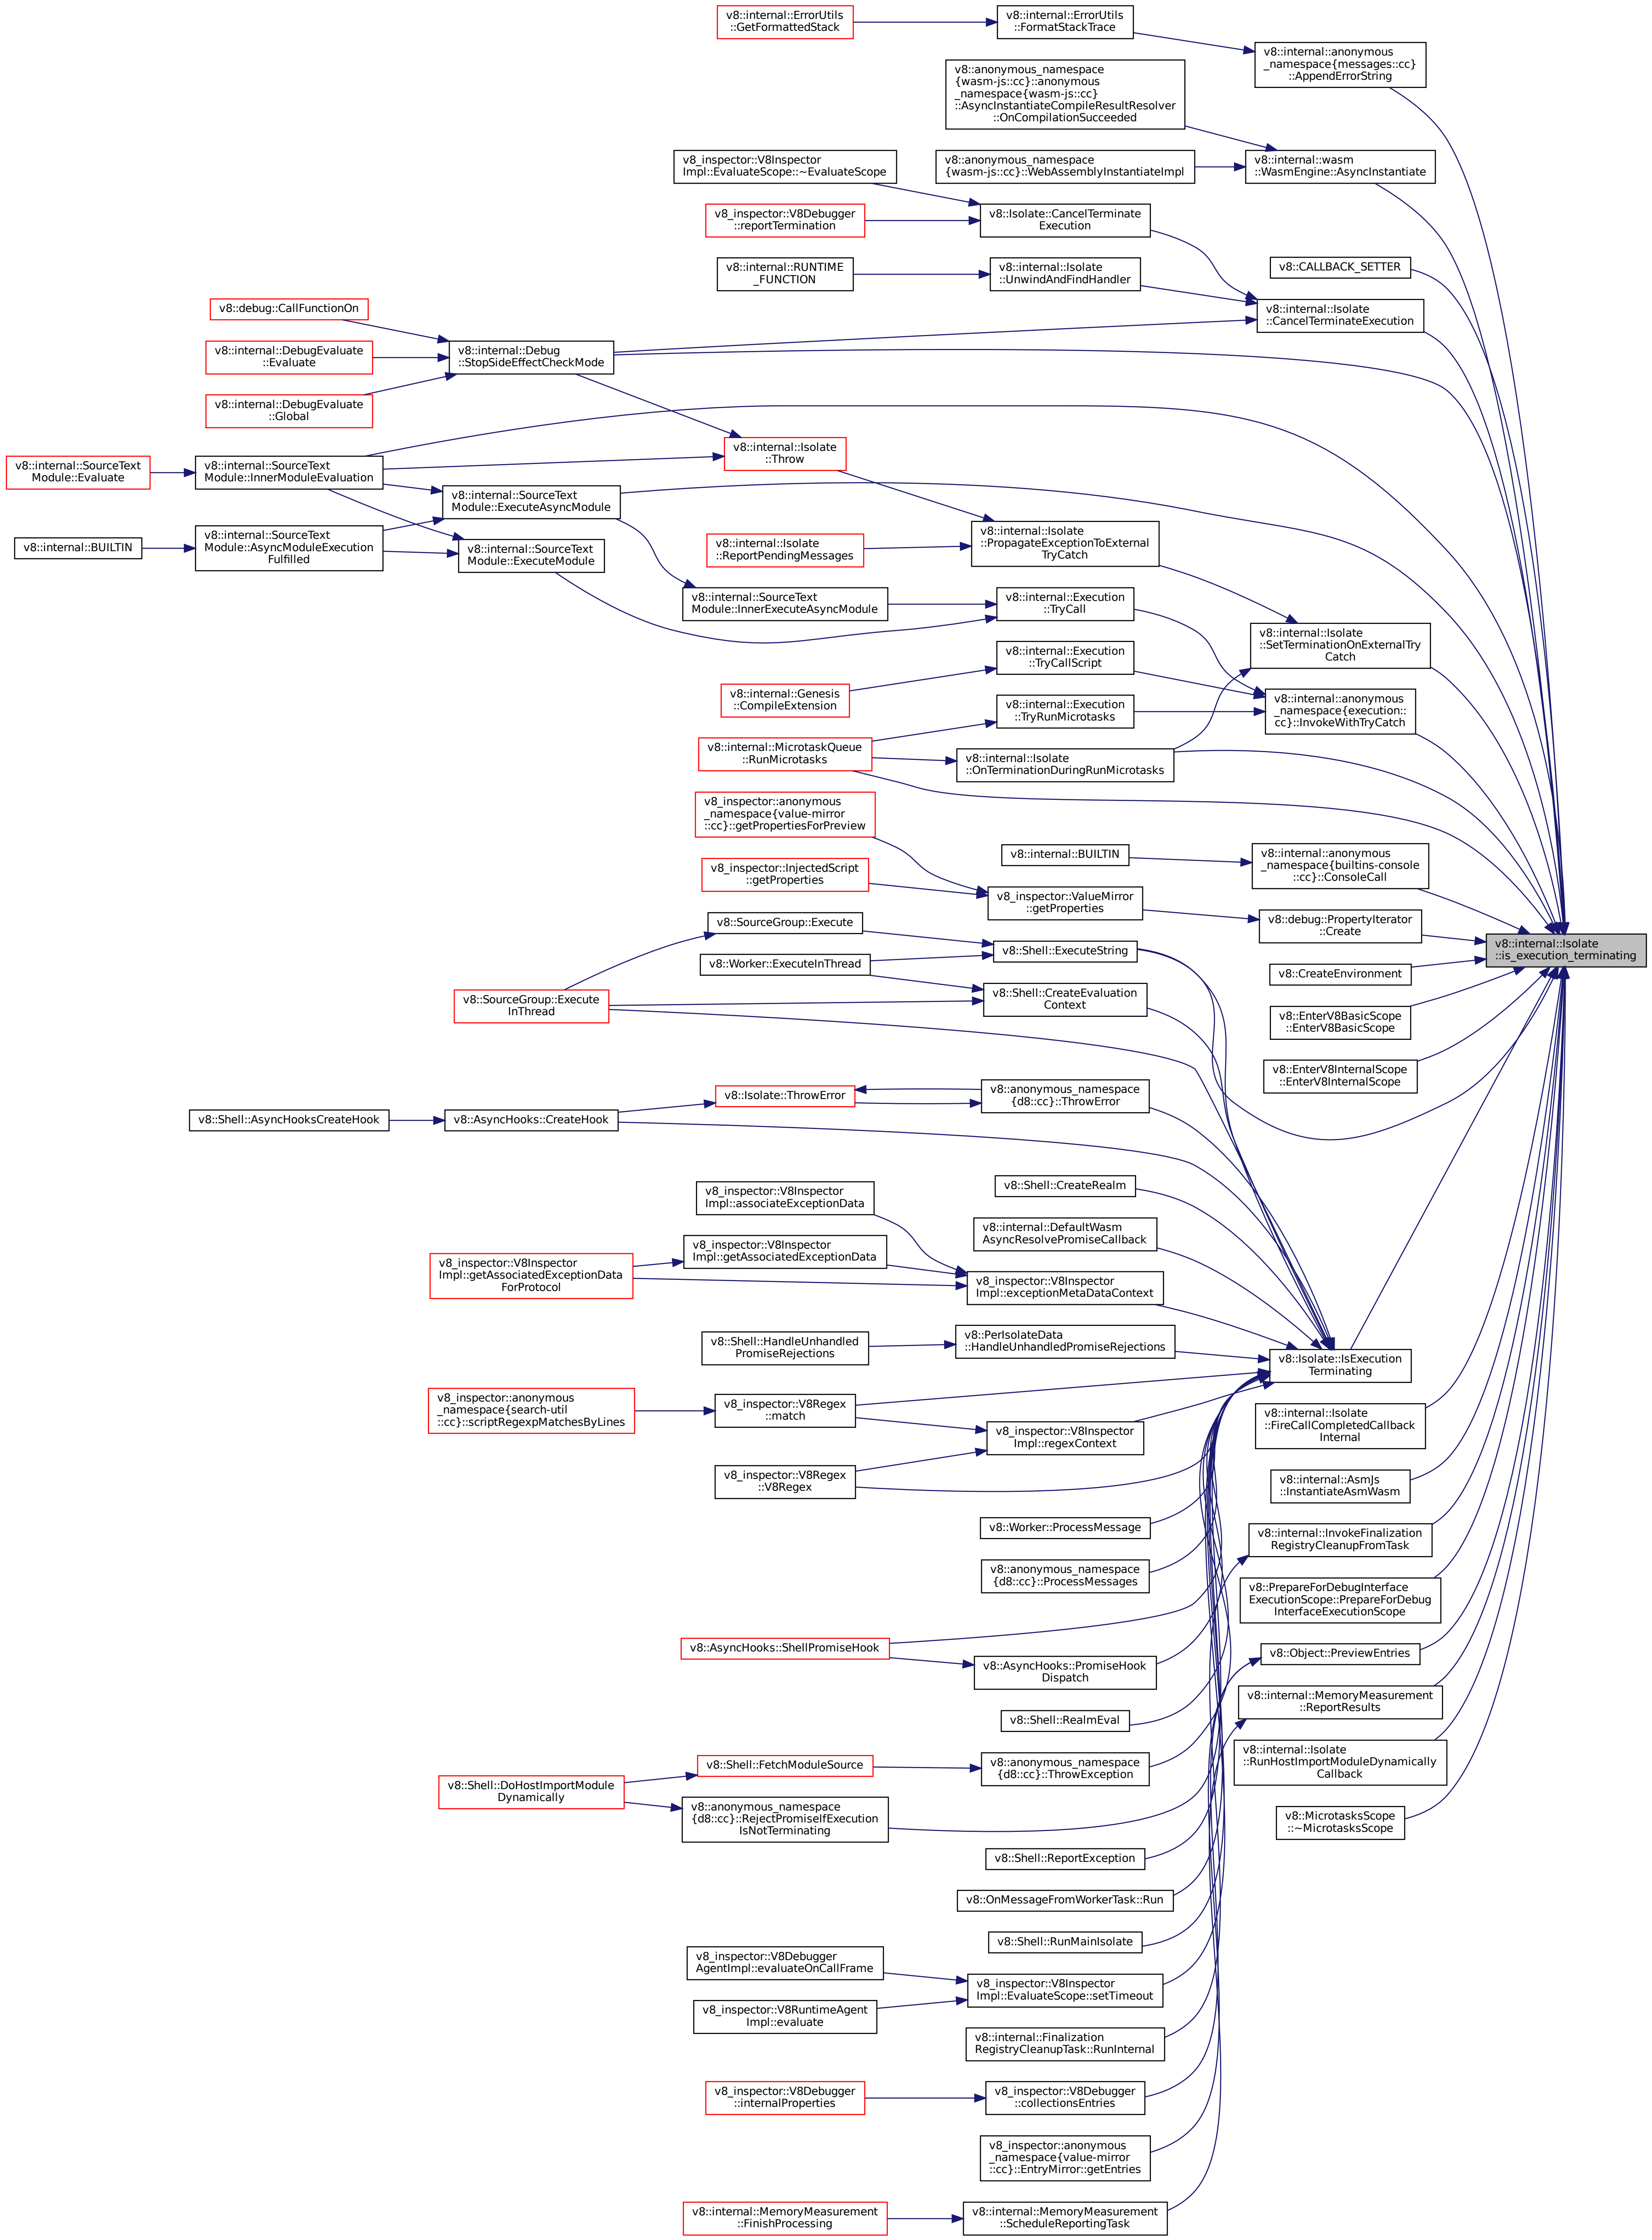 v8::internal::ErrorUtils
::GetFormattedStack
v8::internal::ErrorUtils
::FormatStackTrace
v8::internal::anonymous
_namespace{messages::cc}
::AppendErrorString
v8::anonymous_namespace
{wasm-js::cc}::anonymous
_namespace{wasm-js::cc}
::AsyncInstantiateCompileResultResolver
::OnCompilationSucceeded
v8_inspector::V8Inspector
Impl::EvaluateScope::~EvaluateScope
v8::anonymous_namespace
{wasm-js::cc}::WebAssemblyInstantiateImpl
v8::internal::wasm
::WasmEngine::AsyncInstantiate
v8_inspector::V8Debugger
::reportTermination
v8::Isolate::CancelTerminate
Execution
v8::internal::RUNTIME
_FUNCTION
v8::internal::Isolate
::UnwindAndFindHandler
v8::CALLBACK_SETTER
v8::debug::CallFunctionOn
v8::internal::Isolate
::CancelTerminateExecution
v8::internal::DebugEvaluate
::Evaluate
v8::internal::Debug
::StopSideEffectCheckMode
v8::internal::DebugEvaluate
::Global
v8::internal::Isolate
::Throw
v8::internal::SourceText
Module::Evaluate
v8::internal::SourceText
Module::InnerModuleEvaluation
v8::internal::SourceText
Module::ExecuteAsyncModule
v8::internal::BUILTIN
v8::internal::SourceText
Module::AsyncModuleExecution
Fulfilled
v8::internal::SourceText
Module::ExecuteModule
v8::internal::Isolate
::ReportPendingMessages
v8::internal::Isolate
::PropagateExceptionToExternal
TryCatch
v8::internal::SourceText
Module::InnerExecuteAsyncModule
v8::internal::Execution
::TryCall
v8::internal::Isolate
::SetTerminationOnExternalTry
Catch
v8::internal::Execution
::TryCallScript
v8::internal::Genesis
::CompileExtension
v8::internal::Execution
::TryRunMicrotasks
v8::internal::anonymous
_namespace{execution::
cc}::InvokeWithTryCatch
v8::internal::MicrotaskQueue
::RunMicrotasks
v8::internal::Isolate
::OnTerminationDuringRunMicrotasks
v8_inspector::anonymous
_namespace{value-mirror
::cc}::getPropertiesForPreview
v8::internal::BUILTIN
v8::internal::anonymous
_namespace{builtins-console
::cc}::ConsoleCall
v8_inspector::InjectedScript
::getProperties
v8_inspector::ValueMirror
::getProperties
v8::debug::PropertyIterator
::Create
v8::SourceGroup::Execute
v8::Shell::ExecuteString
v8::internal::Isolate
::is_execution_terminating
v8::Worker::ExecuteInThread
v8::CreateEnvironment
v8::SourceGroup::Execute
InThread
v8::Shell::CreateEvaluation
Context
v8::EnterV8BasicScope
::EnterV8BasicScope
v8::EnterV8InternalScope
::EnterV8InternalScope
v8::Isolate::ThrowError
v8::anonymous_namespace
{d8::cc}::ThrowError
v8::Shell::AsyncHooksCreateHook
v8::AsyncHooks::CreateHook
v8_inspector::V8Inspector
Impl::associateExceptionData
v8::Shell::CreateRealm
v8::internal::DefaultWasm
AsyncResolvePromiseCallback
v8_inspector::V8Inspector
Impl::getAssociatedExceptionData
v8_inspector::V8Inspector
Impl::getAssociatedExceptionData
ForProtocol
v8_inspector::V8Inspector
Impl::exceptionMetaDataContext
v8::Shell::HandleUnhandled
PromiseRejections
v8::PerIsolateData
::HandleUnhandledPromiseRejections
v8::Isolate::IsExecution
Terminating
v8_inspector::anonymous
_namespace{search-util
::cc}::scriptRegexpMatchesByLines
v8_inspector::V8Regex
::match
v8_inspector::V8Inspector
Impl::regexContext
v8::internal::Isolate
::FireCallCompletedCallback
Internal
v8_inspector::V8Regex
::V8Regex
v8::internal::AsmJs
::InstantiateAsmWasm
v8::Worker::ProcessMessage
v8::internal::InvokeFinalization
RegistryCleanupFromTask
v8::anonymous_namespace
{d8::cc}::ProcessMessages
v8::PrepareForDebugInterface
ExecutionScope::PrepareForDebug
InterfaceExecutionScope
v8::AsyncHooks::ShellPromiseHook
v8::AsyncHooks::PromiseHook
Dispatch
v8::Object::PreviewEntries
v8::internal::MemoryMeasurement
::ReportResults
v8::Shell::RealmEval
v8::internal::Isolate
::RunHostImportModuleDynamically
Callback
v8::Shell::FetchModuleSource
v8::anonymous_namespace
{d8::cc}::ThrowException
v8::Shell::DoHostImportModule
Dynamically
v8::anonymous_namespace
{d8::cc}::RejectPromiseIfExecution
IsNotTerminating
v8::MicrotasksScope
::~MicrotasksScope
v8::Shell::ReportException
v8::OnMessageFromWorkerTask::Run
v8::Shell::RunMainIsolate
v8_inspector::V8Debugger
AgentImpl::evaluateOnCallFrame
v8_inspector::V8Inspector
Impl::EvaluateScope::setTimeout
v8_inspector::V8RuntimeAgent
Impl::evaluate
v8::internal::Finalization
RegistryCleanupTask::RunInternal
v8_inspector::V8Debugger
::internalProperties
v8_inspector::V8Debugger
::collectionsEntries
v8_inspector::anonymous
_namespace{value-mirror
::cc}::EntryMirror::getEntries
v8::internal::MemoryMeasurement
::FinishProcessing
v8::internal::MemoryMeasurement
::ScheduleReportingTask